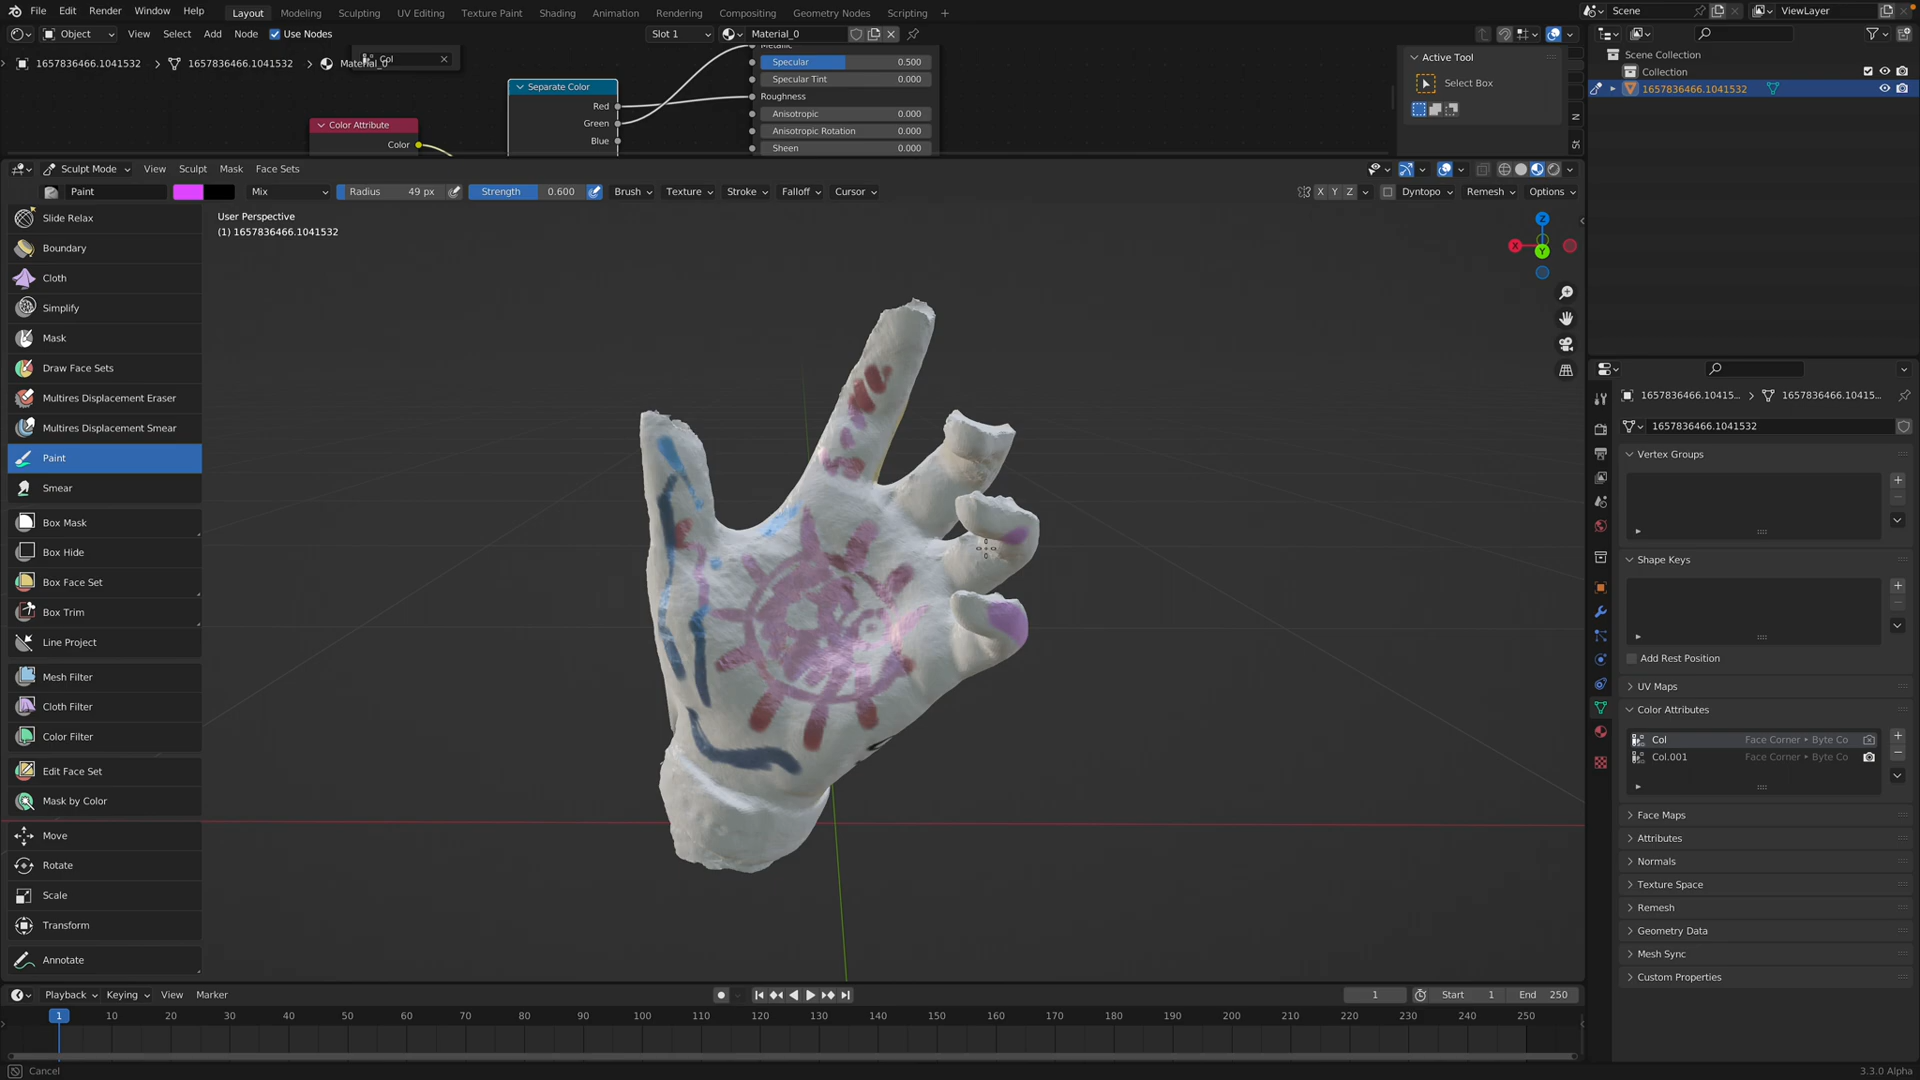 File Edit Render Window Help Layout Modeling Sculpting UV Editing Texture Paint Shading Animation Rendering Compositing Geometry Nodes Scripting + Scene ViewLayer
Object View Select Add Node Use Nodes Slot 1 Material_0
Col
1657836466.1041532 > 1657836466.1041532 > Material_0
Specular 0.500
Specular Tint 0.000
Roughness
Anisotropic 0.000
Anisotropic Rotation 0.000
Sheen 0.000
Separate Color
Red
Green
Blue
Color Attribute
Color
Active Tool
Select Box
N
Scene Collection
Collection
1657836466.1041532
Sculpt Mode View Sculpt Mask Face Sets
Paint Mix Radius 49 px Strength 0.600 Brush Texture Stroke Falloff Cursor X Y Z Dyntopo Remesh Options
Slide Relax
Boundary
Cloth
Simplify
Mask
Draw Face Sets
Multires Displacement Eraser
Multires Displacement Smear
Paint
Smear
Box Mask
Box Hide
Box Face Set
Box Trim
Line Project
Mesh Filter
Cloth Filter
Color Filter
Edit Face Set
Mask by Color
Move
Rotate
Scale
Transform
Annotate
User Perspective
(1) 1657836466.1041532
Z
X
Y
1657836466.10415... > 1657836466.10415...
1657836466.1041532
Vertex Groups
Shape Keys
Add Rest Position
UV Maps
Color Attributes
Col Face Corner • Byte Co
Col.001 Face Corner • Byte Co
Face Maps
Attributes
Normals
Texture Space
Remesh
Geometry Data
Mesh Sync
Custom Properties
Playback Keying View Marker 1 Start 1 End 250
1 10 20 30 40 50 60 70 80 90 100 110 120 130 140 150 160 170 180 190 200 210 220 230 240 250
Cancel 3.3.0 Alpha